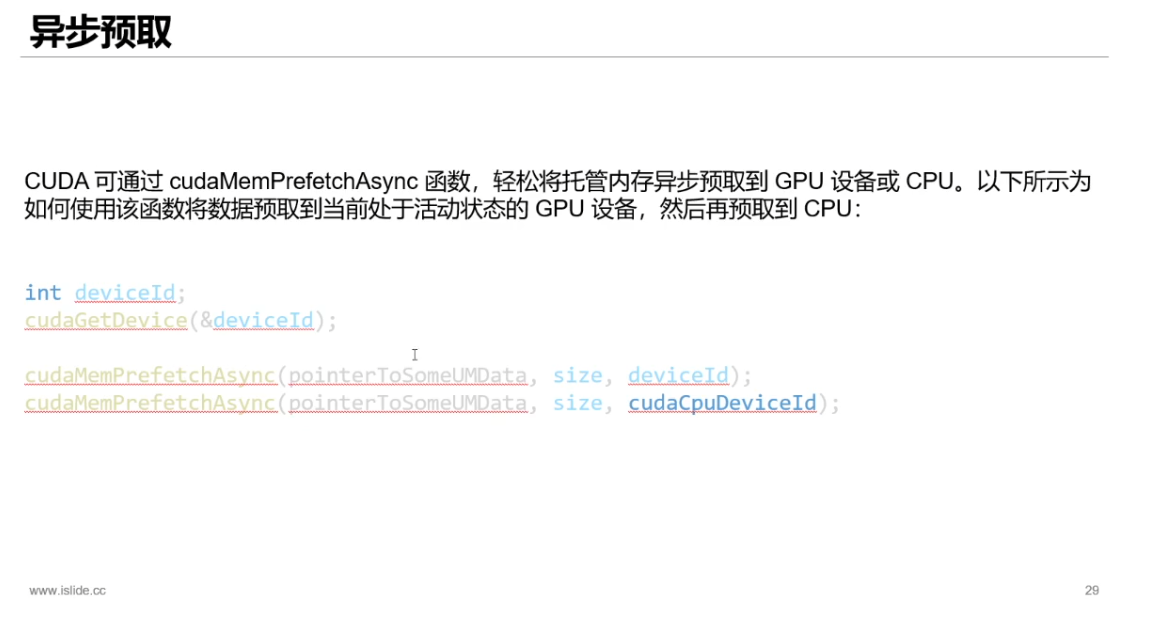 异步预取
CUDA 可通过 cudaMemPrefetchAsync 函数，轻松将托管内存异步预取到 GPU 设备或 CPU。以下所示为
如何使用该函数将数据预取到当前处于活动状态的 GPU 设备，然后再预取到 CPU：
int deviceId;
cudaGetDevice(&deviceId);
cudaMemPrefetchAsync(pointerToSomeUMData, size, deviceId);
cudaMemPrefetchAsync(pointerToSomeUMData, size, cudaCpuDeviceId);
www.islide.cc
29